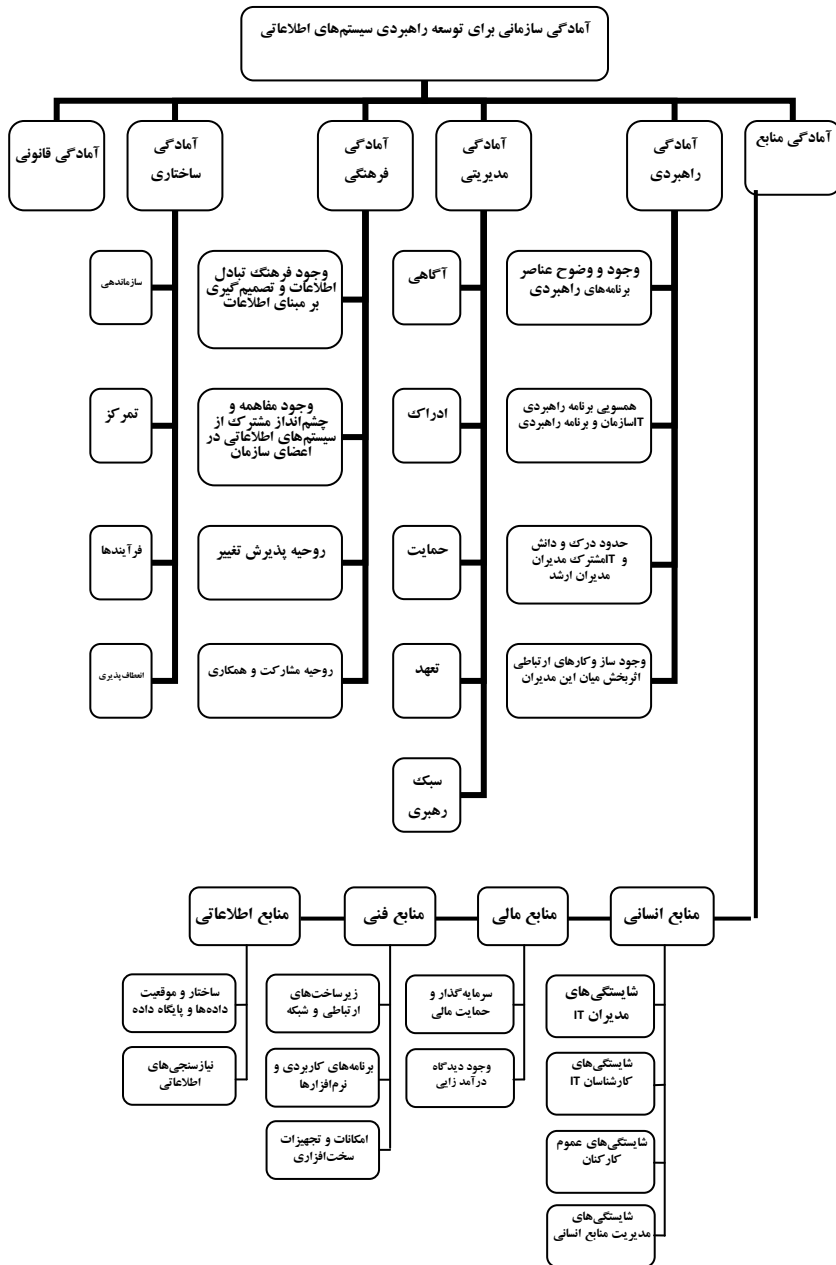 آمادگی سازمانی برای توسعه راهبردی سیستم‌های اطلاعاتی
آمادگی منابع
آمادگی
راهبردی
آمادگی
مدیریتی
آمادگی
فرهنگی
آمادگی
ساختاری
آمادگی قانونی
وجود و وضوح عناصر
برنامه‌های راهبردی
همسویی برنامه راهبردی
ITسازمان و برنامه راهبردی
حدود درک و دانش
و ITمشترک مدیران
مدیران ارشد
وجود ساز وکارهای ارتباطی
اثربخش میان این مدیران
آگاهی
ادراک
حمایت
تعهد
سبک
رهبری
وجود فرهنگ تبادل
اطلاعات و تصمیم‌گیری
بر مبنای اطلاعات
وجود مفاهمه و
چشم‌انداز مشترک از
سیستم‌های اطلاعاتی در
اعضای سازمان
روحیه پذیرش تغییر
روحیه مشارکت و همکاری
سازماندهی
تمرکز
فرآیندها
انعطاف‌پذیری
منابع انسانی
منابع مالی
منابع فنی
منابع اطلاعاتی
شایستگی‌های
مدیران IT
شایستگی‌های
کارشناسان IT
شایستگی‌های عموم
کارکنان
شایستگی‌های
مدیریت منابع انسانی
سرمایه‌گذار و
حمایت مالی
وجود دیدگاه
درآمد زایی
زیرساخت‌های
ارتباطی و شبکه
برنامه‌های کاربردی و
نرم‌افزارها
امکانات و تجهیزات
سخت‌افزاری
ساختار و موقعیت
داده‌ها و پایگاه داده
نیازسنجی‌های
اطلاعاتی